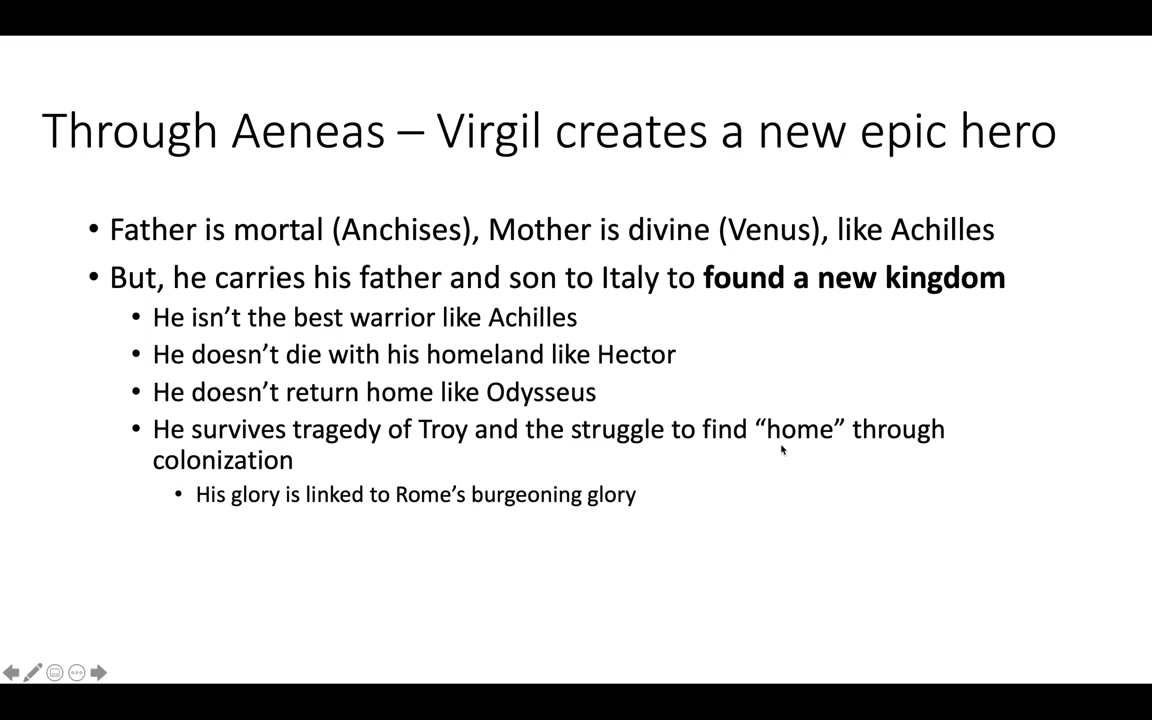 Through Aeneas – Virgil creates a new epic hero
• Father is mortal (Anchises), Mother is divine (Venus), like Achilles
• But, he carries his father and son to Italy to found a new kingdom
• He isn’t the best warrior like Achilles
• He doesn’t die with his homeland like Hector
• He doesn’t return home like Odysseus
• He survives tragedy of Troy and the struggle to find “home” through
colonization
• His glory is linked to Rome’s burgeoning glory